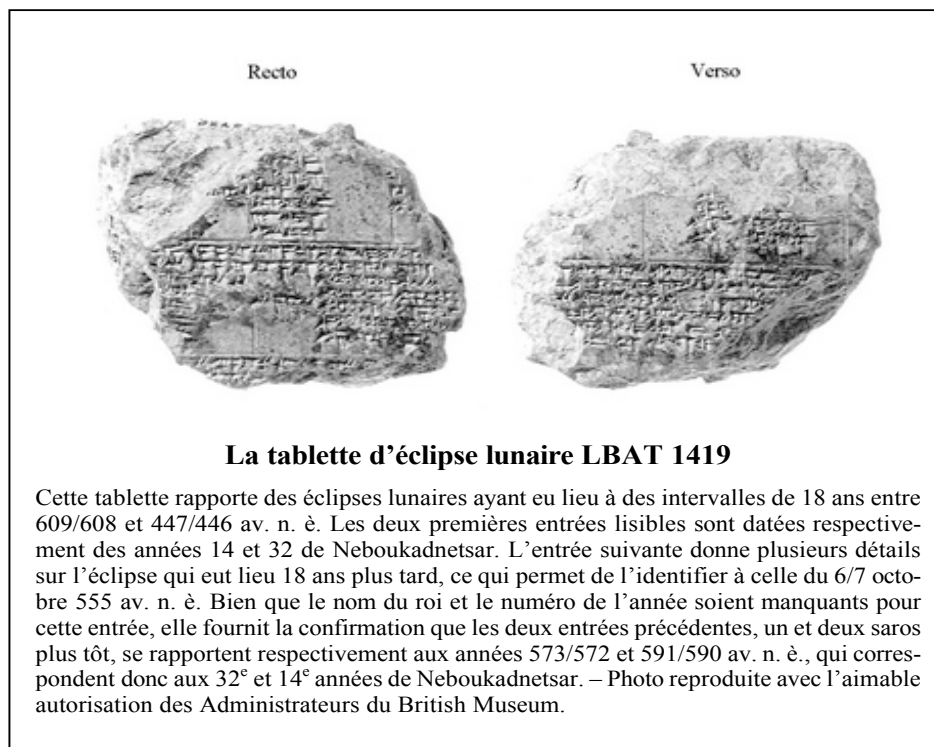 Recto
Verso
La tablette d’éclipse lunaire LBAT 1419
Cette tablette rapporte des éclipses lunaires ayant eu lieu à des intervalles de 18 ans entre
609/608 et 447/446 av. n. è. Les deux premières entrées lisibles sont datées respective-
ment des années 14 et 32 de Neboukadnetsar. L’entrée suivante donne plusieurs détails
sur l’éclipse qui eut lieu 18 ans plus tard, ce qui permet de l’identifier à celle du 6/7 octo-
bre 555 av. n. è. Bien que le nom du roi et le numéro de l’année soient manquants pour
cette entrée, elle fournit la confirmation que les deux entrées précédentes, un et deux saros
plus tôt, se rapportent respectivement aux années 573/572 et 591/590 av. n. è., qui corres-
pondent donc aux 32e et 14e années de Neboukadnetsar. – Photo reproduite avec l’aimable
autorisation des Administrateurs du British Museum.